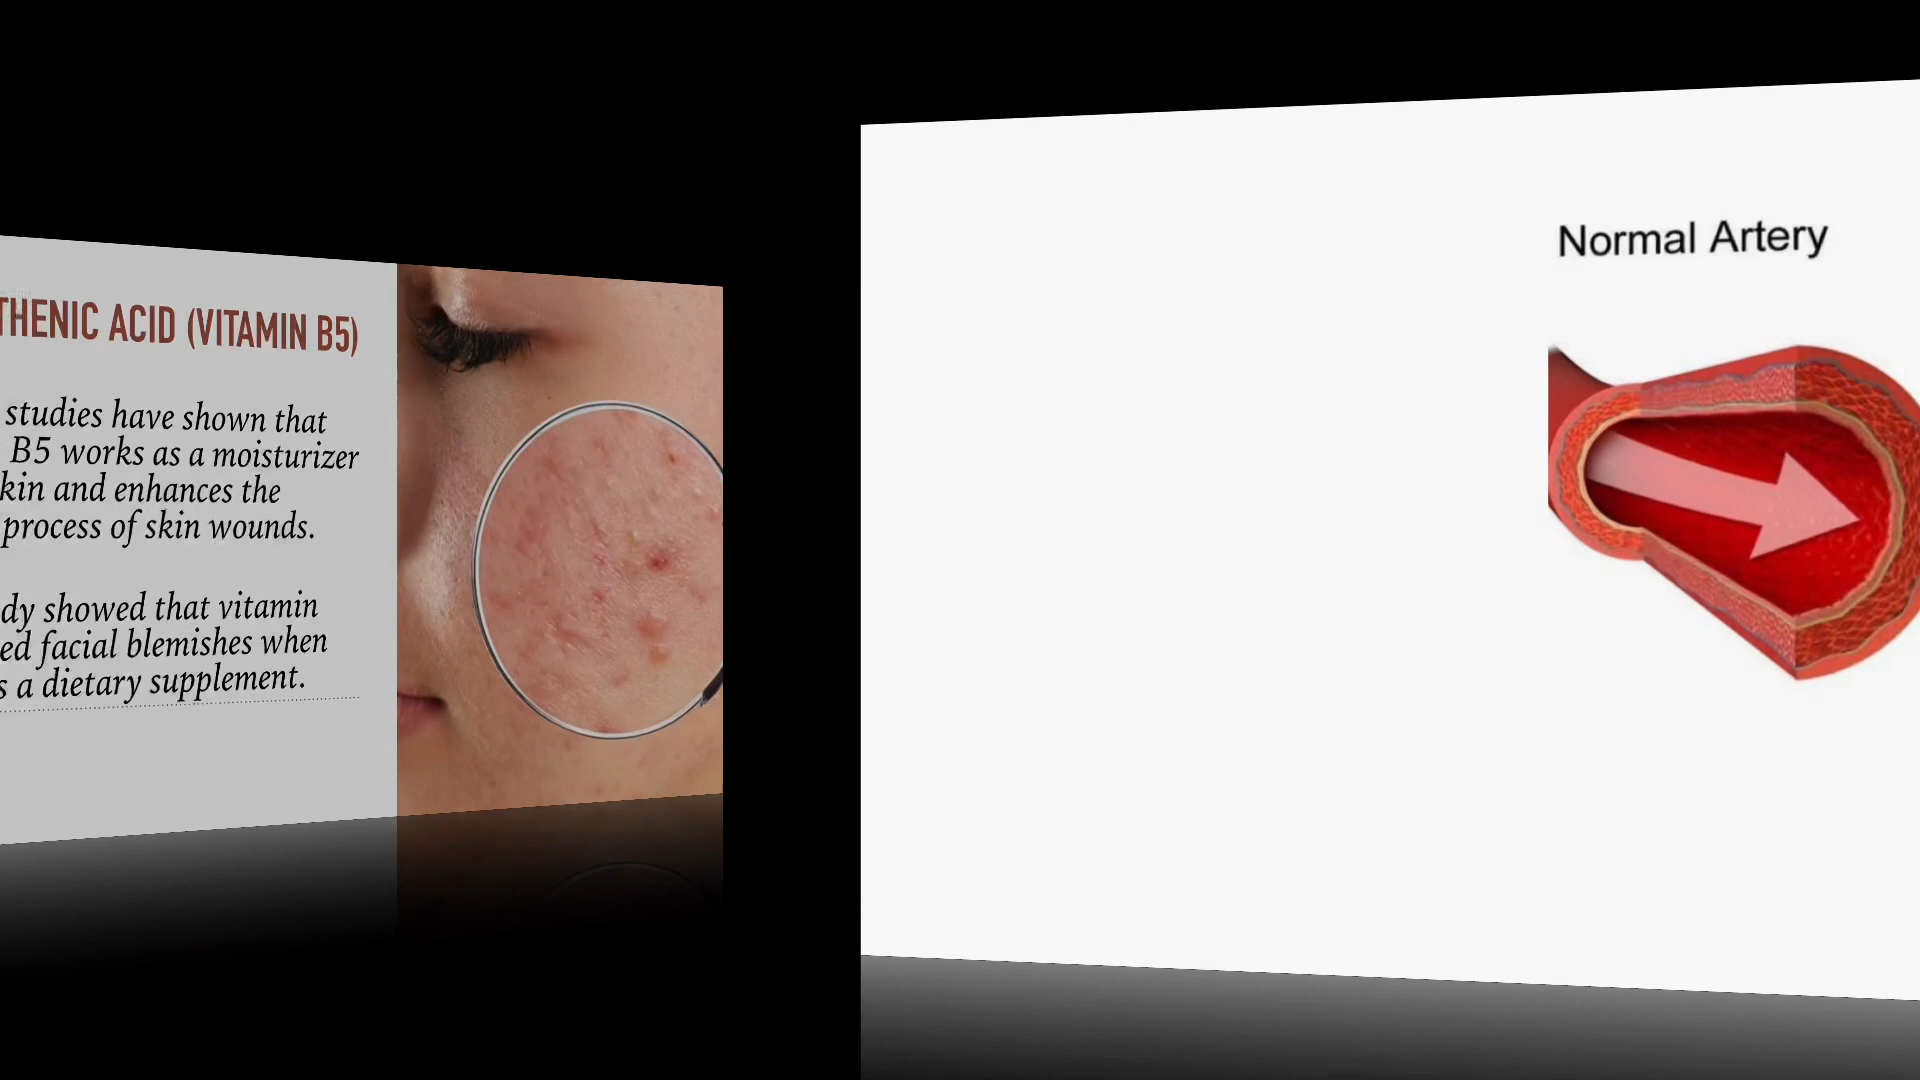 THENIC ACID (VITAMIN B5)
studies have shown that
B5 works as a moisturizer
kin and enhances the
process of skin wounds.
dy showed that vitamin
ed facial blemishes when
s a dietary supplement.
Normal Artery